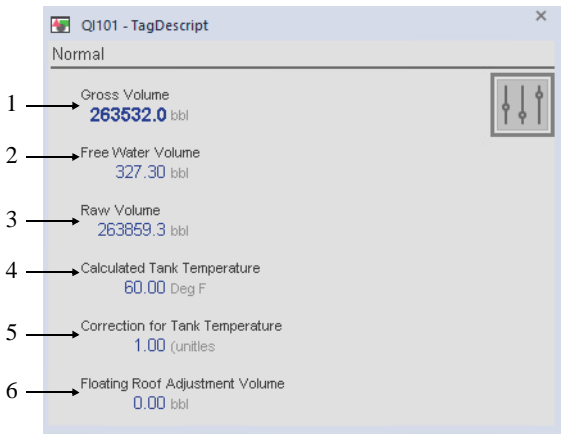 QI101 - TagDescript
×
Normal
1
Gross Volume
263532.0 bbl
2
Free Water Volume
327.30 bbl
3
Raw Volume
263859.3 bbl
4
Calculated Tank Temperature
60.00 Deg F
5
Correction for Tank Temperature
1.00 (unitles
6
Floating Roof Adjustment Volume
0.00 bbl